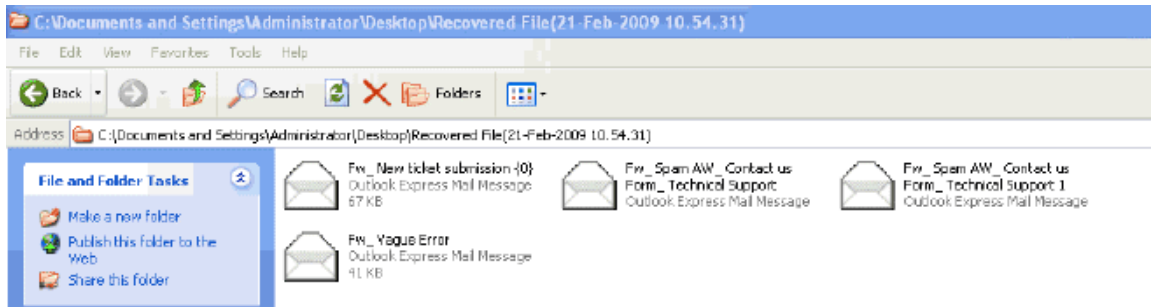 C:\Documents and Settings\Administrator\Desktop\Recovered File(21-Feb-2009 10.54.31)
File Edit View Favorites Tools Help
Back Search Folders
Address C:\Documents and Settings\Administrator\Desktop\Recovered File(21-Feb-2009 10.54.31)
File and Folder Tasks
Make a new folder
Publish this folder to the
Web
Share this folder
Fw_ New ticket submission -{0}
Outlook Express Mail Message
67 KB
Fw_ Spam AW_ Contact us
Form_ Technical Support
Outlook Express Mail Message
Fw_ Spam AW_ Contact us
Form_ Technical Support 1
Outlook Express Mail Message
Fw_ Vague Error
Outlook Express Mail Message
41 KB